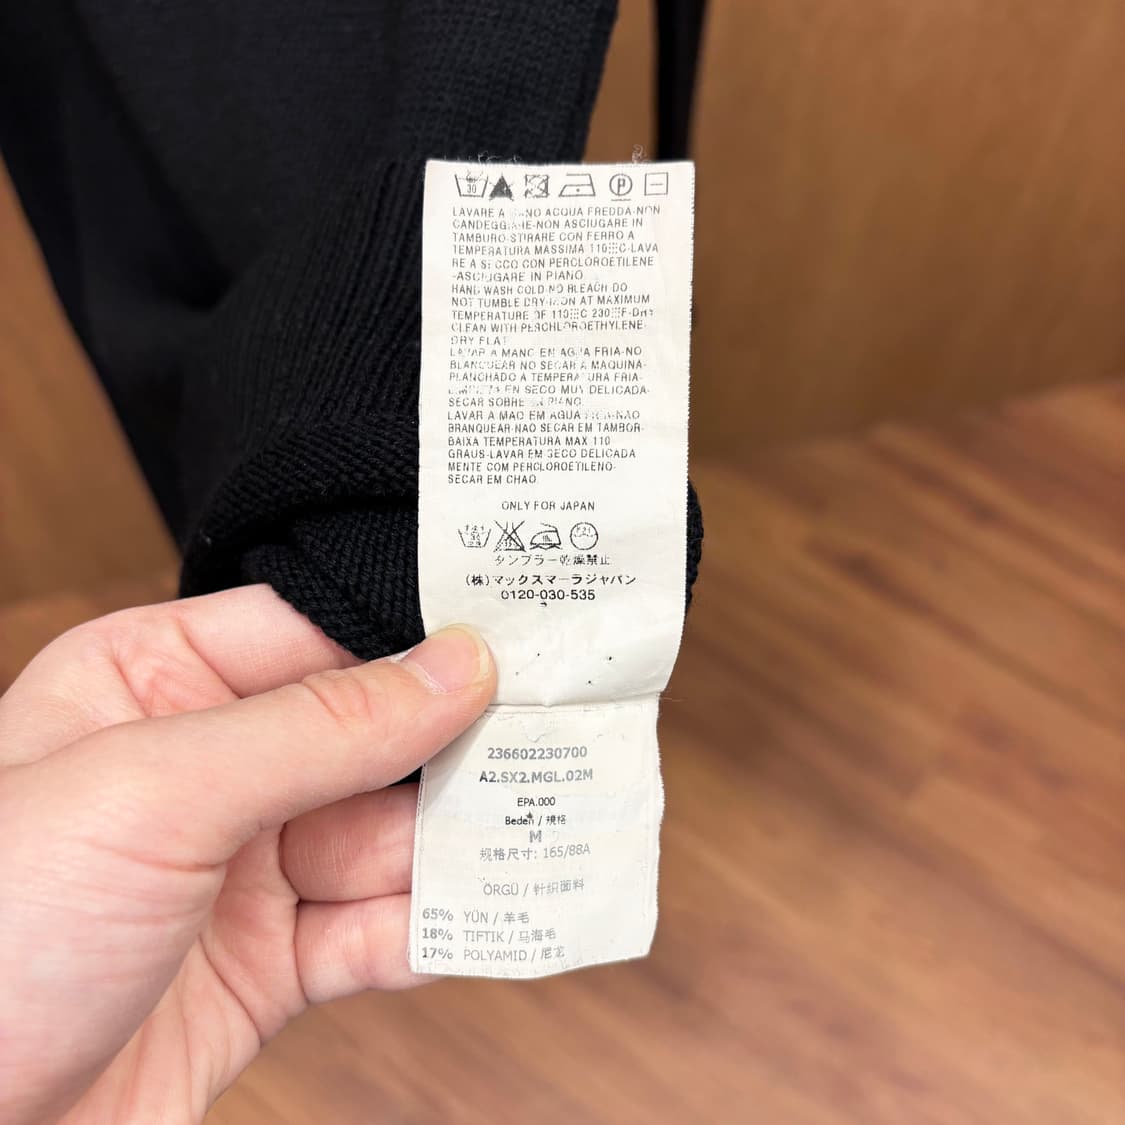 30
P
LAVARE A ACQUA FREDDA-NON
ASCIUGARE IN
TAMBURO-STIRARE CON FERRO A
TEMPERATURA MASSIMA 110 C-LAVA
RE A SECCO CON PERCLOROETILENE
-ASCIUGARE IN PIANO.
HAND WASH COLD-NO BLEACH-DO
NOT TUMBLE DRY-IRON AT MAXIMUM
TEMPERATURE OF 110 C 230 F-DRY
CLEAN WITH PERCHLOROETHYLENE-
DRY FLAT
LAVAR A MANO EN AGUA FRIA-NO
BLANQUEAR NO SECAR A MAQUINA-
PLANCHADO A TEMPERATURA FRIA-
EN SECO MUY DELICADA-
SECAR SOBRE PIANO.
LAVAR A MAO EM AGUA FRIA-NAO
BRANQUEAR-NAO SECAR EM TAMBOR-
BAIXA TEMPERATURA MAX 110
GRAUS-LAVAR EM SECO DELICADA
MENTE COM PERCLOROETILENO-
SECAR EM CHAO.
ONLY FOR JAPAN
タンブラー乾燥禁止
(株)マックスマーラジャパン
0120-030-535
236602230700
A2.SX2.MGL.02M
EPA.000
Beden / 規格
M
规格尺寸: 165/88A
ÖRGÜ / 针织面料
65% YÜN / 羊毛
18% TIFTIK / 马海毛
17% POLYAMID / 尼龙